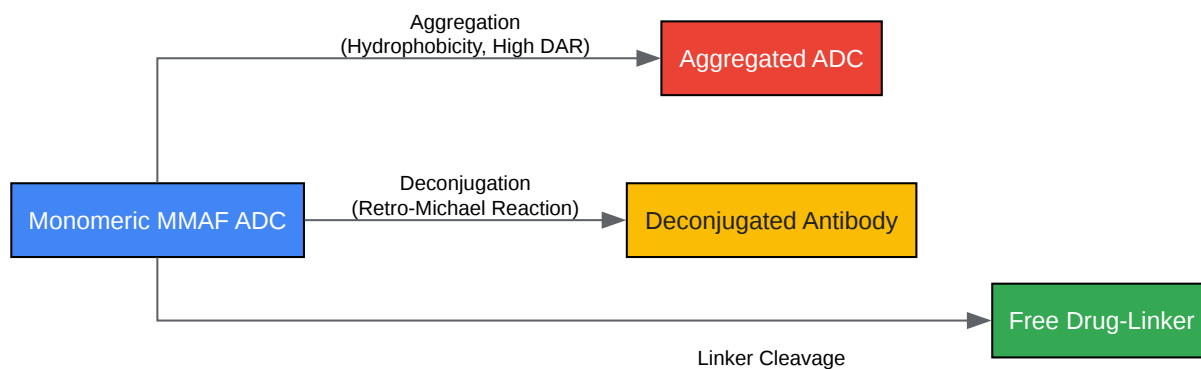 Aggregation
(Hydrophobicity, High DAR)
Aggregated ADC
Monomeric MMAF ADC
Deconjugation
(Retro-Michael Reaction)
Deconjugated Antibody
Free Drug-Linker
Linker Cleavage